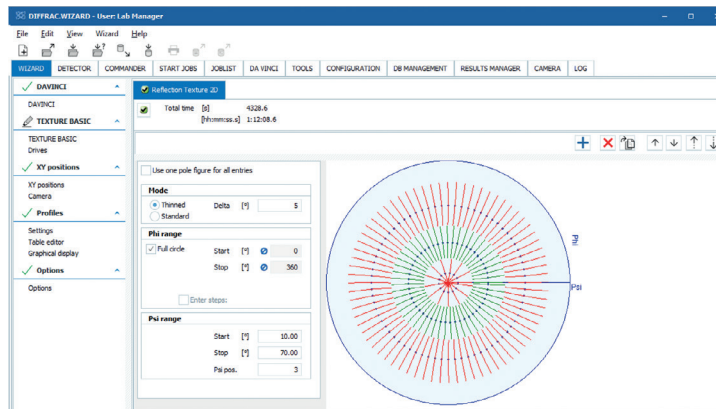 DIFFRAC.WIZARD - User: Lab Manager
File Edit View Wizard Help
WIZARD DETECTOR COMMANDER START JOBS JOBLIST DA VINCI TOOLS CONFIGURATION DB MANAGEMENT RESULTS MANAGER CAMERA LOG
DAVINCI
DAVINCI
TEXTURE BASIC
TEXTURE BASIC
Drives
XY positions
XY positions
Camera
Profiles
Settings
Table editor
Graphical display
Options
Options
Reflection Texture 2D
Total time [s] 4328.6
[hh:mm:ss.s] 1:12:08.6
Use one pole figure for all entries
Mode
Thinned Delta [°] 5
Standard
Phi range
Full circle Start [°] 0
Stop [°] 360
Enter steps:
Psi range
Start [°] 10.00
Stop [°] 70.00
Psi pos. 3
Phi
Psi